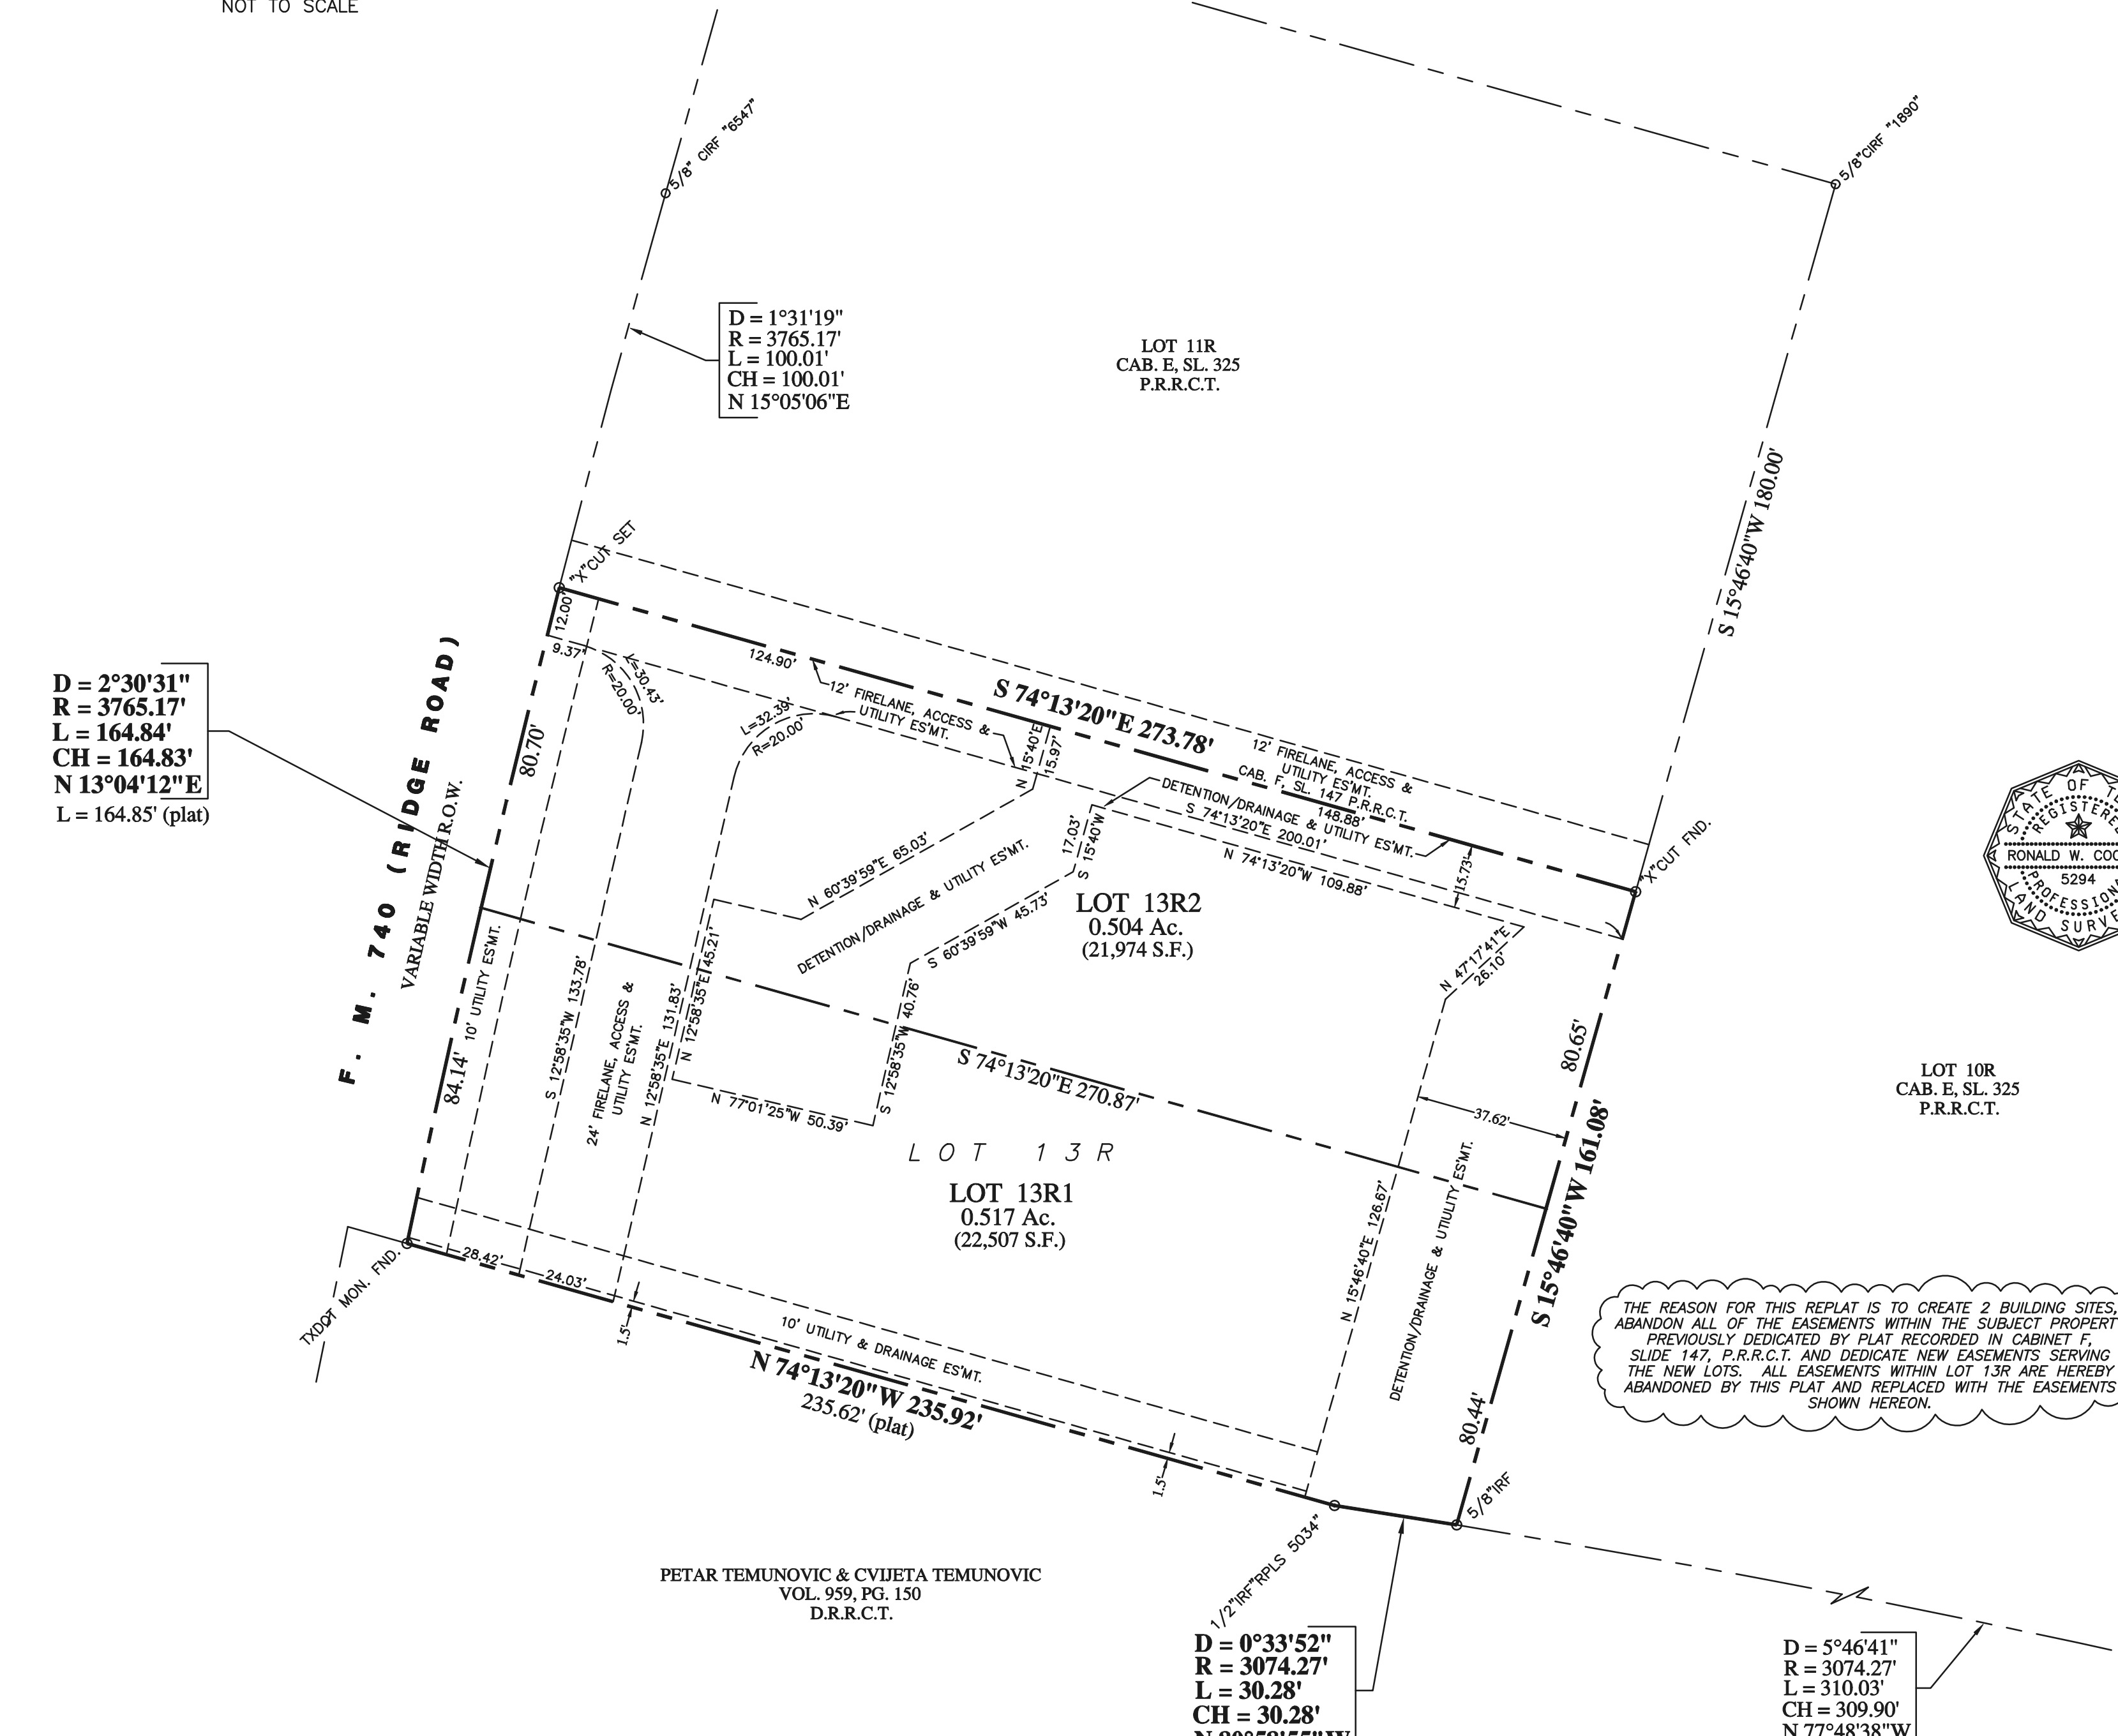 NOT TO SCALE
5/8" CIRF "6547"
5/8"CIRF "1890"
D = 1°31'19"
R = 3765.17'
L = 100.01'
CH = 100.01'
N 15°05'06"E
LOT 11R
CAB. E, SL. 325
P.R.R.C.T.
S 15°46'40"W 180.00'
"X"CUT SET
12.00'
9.37'
L=30.43'
R=20.00'
124.90'
12' FIRELANE, ACCESS &
UTILITY ES'MT.
L=32.39'
R=20.00'
S 74°13'20"E 273.78'
12' FIRELANE, ACCESS &
UTILITY ES'MT.
CAB. F, SL. 147 P.R.R.C.T.
148.88'
N 15°40'E
15.97'
DETENTION/DRAINAGE & UTILITY ES'MT.
S 74°13'20"E 200.01'
N 74°13'20"W 109.88'
15.73'
"X"CUT FND.
D = 2°30'31"
R = 3765.17'
L = 164.84'
CH = 164.83'
N 13°04'12"E
L = 164.85' (plat)
F. M. 740 (RIDGE ROAD)
VARIABLE WIDTH R.O.W.
80.70'
84.14'
10' UTILITY ES'MT.
S 12°58'35"W 133.78'
24' FIRELANE, ACCESS &
UTILITY ES'MT.
N 12°58'35"E 131.83'
N 12°58'35"E 45.21'
N 60°39'59"E 65.03'
DETENTION/DRAINAGE & UTILITY ES'MT.
17.03'
S 15°40'W
S 60°39'59"W 45.73'
S 12°58'35"W 40.76'
N 77°01'25"W 50.39'
LOT 13R2
0.504 Ac.
(21,974 S.F.)
N 47°17'41"E
26.10'
80.65'
S 74°13'20"E 270.87'
37.62'
LOT 13R
LOT 13R1
0.517 Ac.
(22,507 S.F.)
N 15°46'40"E 126.67'
DETENTION/DRAINAGE & UTIULITY ES'MT.
S 15°46'40"W 161.08'
80.44'
LOT 10R
CAB. E, SL. 325
P.R.R.C.T.
STATE OF
REGISTERE
RONALD W. COO
5294
PROFESSION
LAND SURVE
THE REASON FOR THIS REPLAT IS TO CREATE 2 BUILDING SITES,
ABANDON ALL OF THE EASEMENTS WITHIN THE SUBJECT PROPERT
PREVIOUSLY DEDICATED BY PLAT RECORDED IN CABINET F,
SLIDE 147, P.R.R.C.T. AND DEDICATE NEW EASEMENTS SERVING
THE NEW LOTS. ALL EASEMENTS WITHIN LOT 13R ARE HEREBY
ABANDONED BY THIS PLAT AND REPLACED WITH THE EASEMENTS
SHOWN HEREON.
TXDOT MON. FND.
28.42'
24.03'
1.5'
10' UTILITY & DRAINAGE ES'MT.
N 74°13'20"W 235.92'
235.62' (plat)
1.5'
5/8"IRF
1/2"IRF"RPLS 5034"
PETAR TEMUNOVIC & CVIJETA TEMUNOVIC
VOL. 959, PG. 150
D.R.R.C.T.
D = 0°33'52"
R = 3074.27'
L = 30.28'
CH = 30.28'
D = 5°46'41"
R = 3074.27'
L = 310.03'
CH = 309.90'
N 77°48'38"W